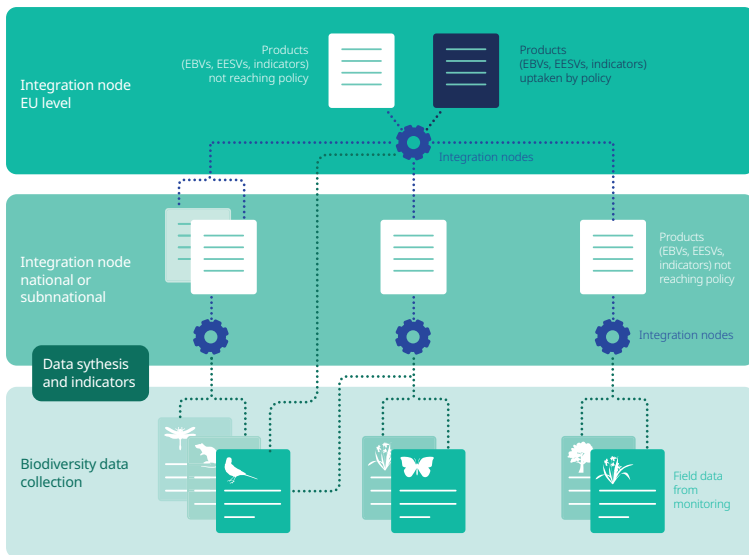 Products
(EBVs, EESVs, indicators)
not reaching policy
Products
(EBVs, EESVs, indicators)
uptaken by policy
Integration node
EU level
Integration nodes
Integration node
national or
subnnational
Products
(EBVs, EESVs,
indicators) not
reaching policy
Integration nodes
Data sythesis
and indicators
Biodiversity data
collection
Field data
from
monitoring